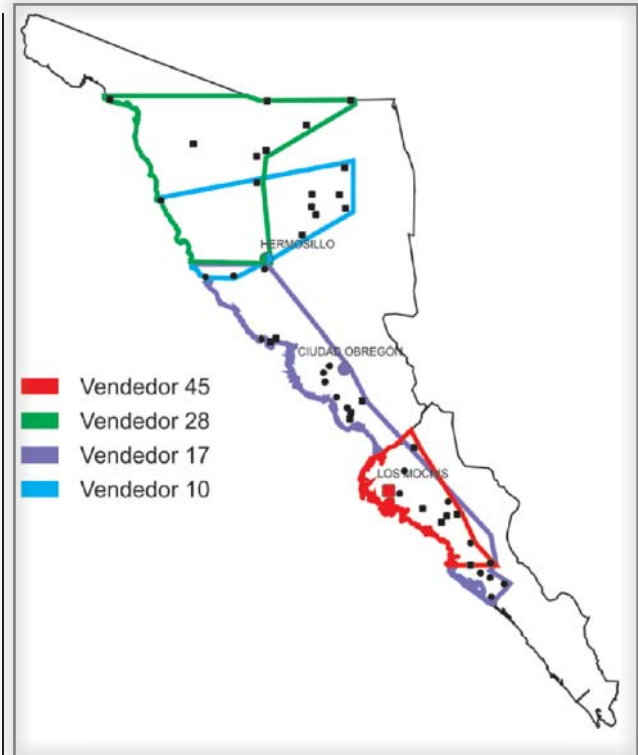 HERMOSILLO
CIUDAD OBREGÓN
LOS MOCHIS
Vendedor 45
Vendedor 28
Vendedor 17
Vendedor 10